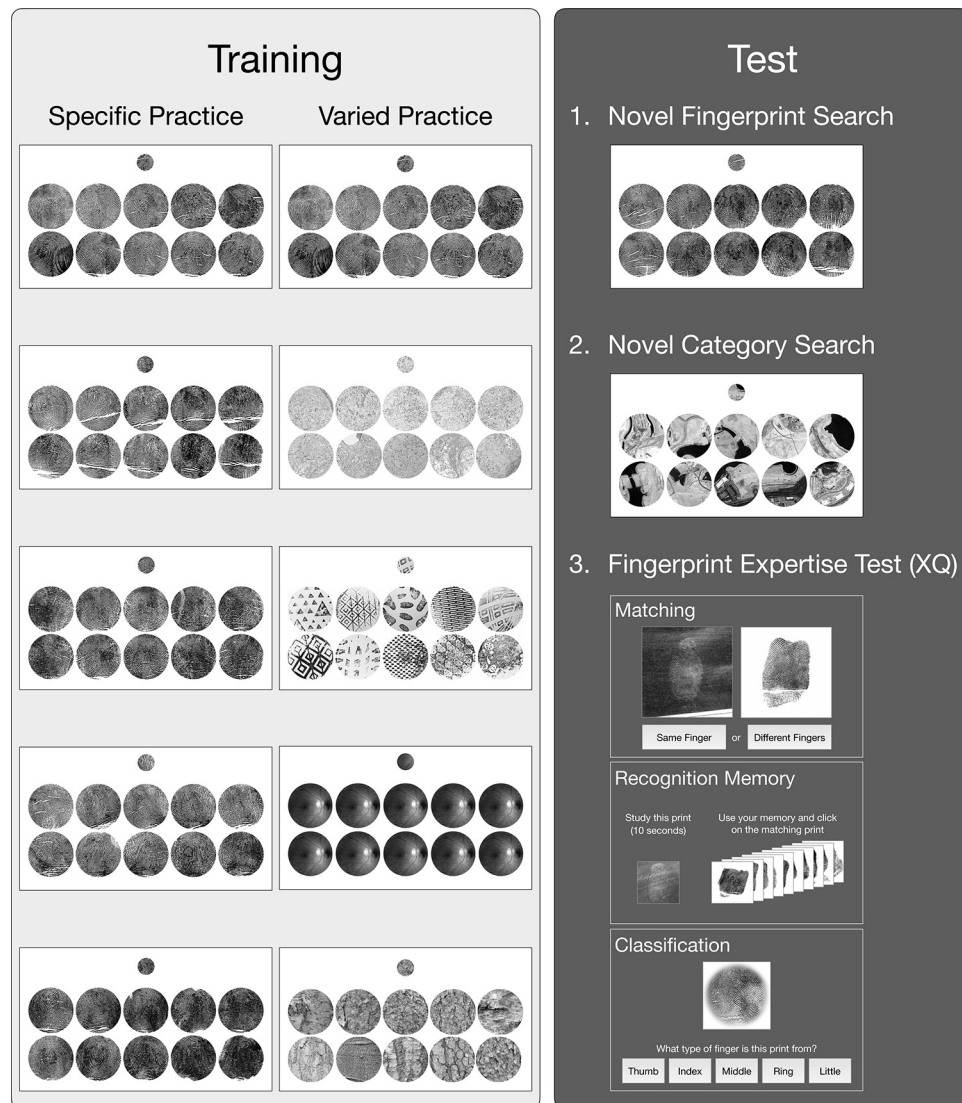 Training
Specific Practice
Varied Practice
Test
1. Novel Fingerprint Search
2. Novel Category Search
3. Fingerprint Expertise Test (XQ)
Matching
Same Finger or Different Fingers
Recognition Memory
Study this print
(10 seconds)
Use your memory and click
on the matching print
Classification
What type of finger is this print from?
Thumb Index Middle Ring Little